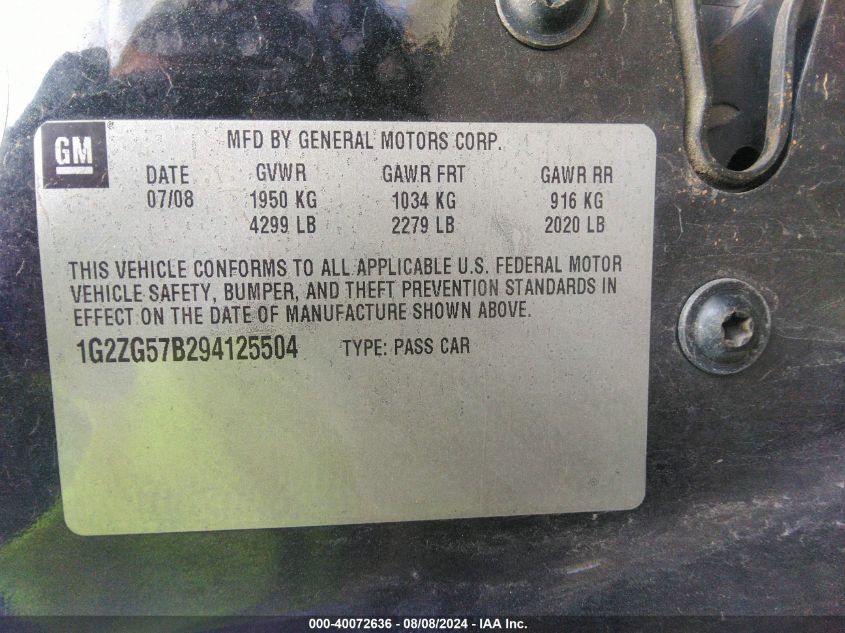 GM
MFD BY GENERAL MOTORS CORP.
DATE GVWR GAWR FRT GAWR RR
07/08 1950 KG 1034 KG 916 KG
4299 LB 2279 LB 2020 LB
THIS VEHICLE CONFORMS TO ALL APPLICABLE U.S. FEDERAL MOTOR
VEHICLE SAFETY, BUMPER, AND THEFT PREVENTION STANDARDS IN
EFFECT ON THE DATE OF MANUFACTURE SHOWN ABOVE.
1G2ZG57B294125504 TYPE: PASS CAR
000-40072636 - 08/08/2024 - IAA Inc.